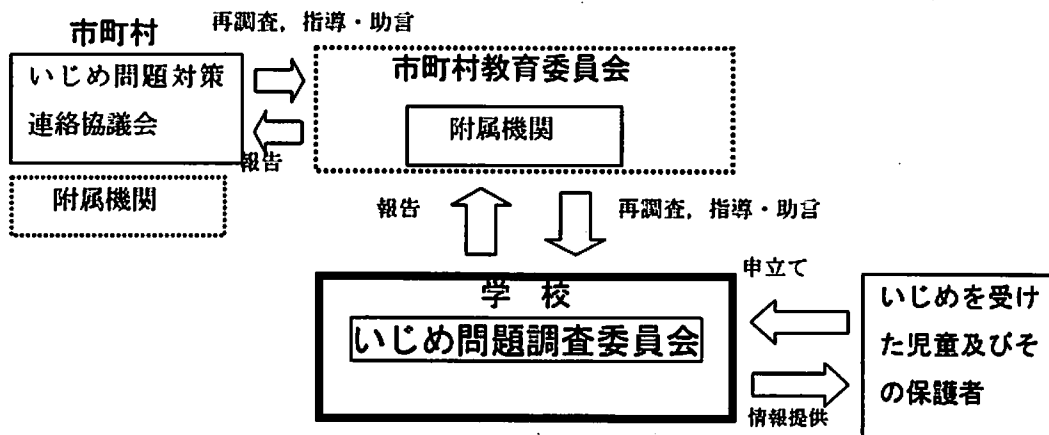 市町村
再調査，指導・助言
いじめ問題対策
連絡協議会
報告
附属機関
市町村教育委員会
附属機関
報告
再調査，指導・助言
学 校
いじめ問題調査委員会
申立て
情報提供
いじめを受け
た児童及びそ
の保護者